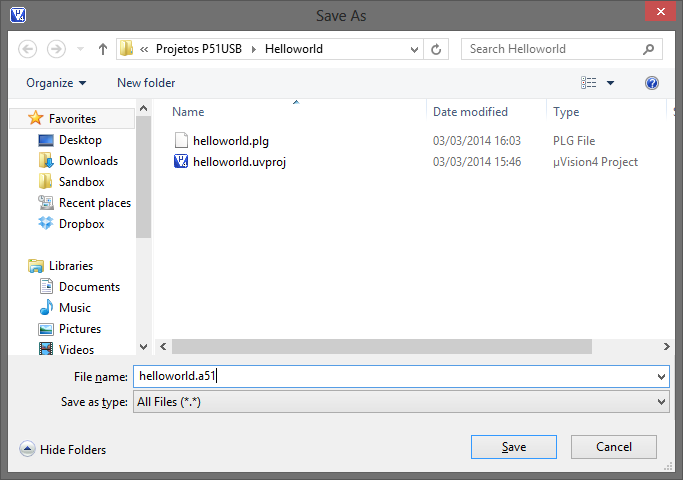 Save As
« Projetos P51USB Helloworld
Search Helloworld
Organize New folder
Name Date modified Type
helloworld.plg 03/03/2014 16:03 PLG File
helloworld.uvproj 03/03/2014 15:46 µVision4 Project
Favorites
Desktop
Downloads
Sandbox
Recent places
Dropbox
Libraries
Documents
Music
Pictures
Videos
File name: helloworld.a51
Save as type: All Files (*.*)
Hide Folders
Save Cancel